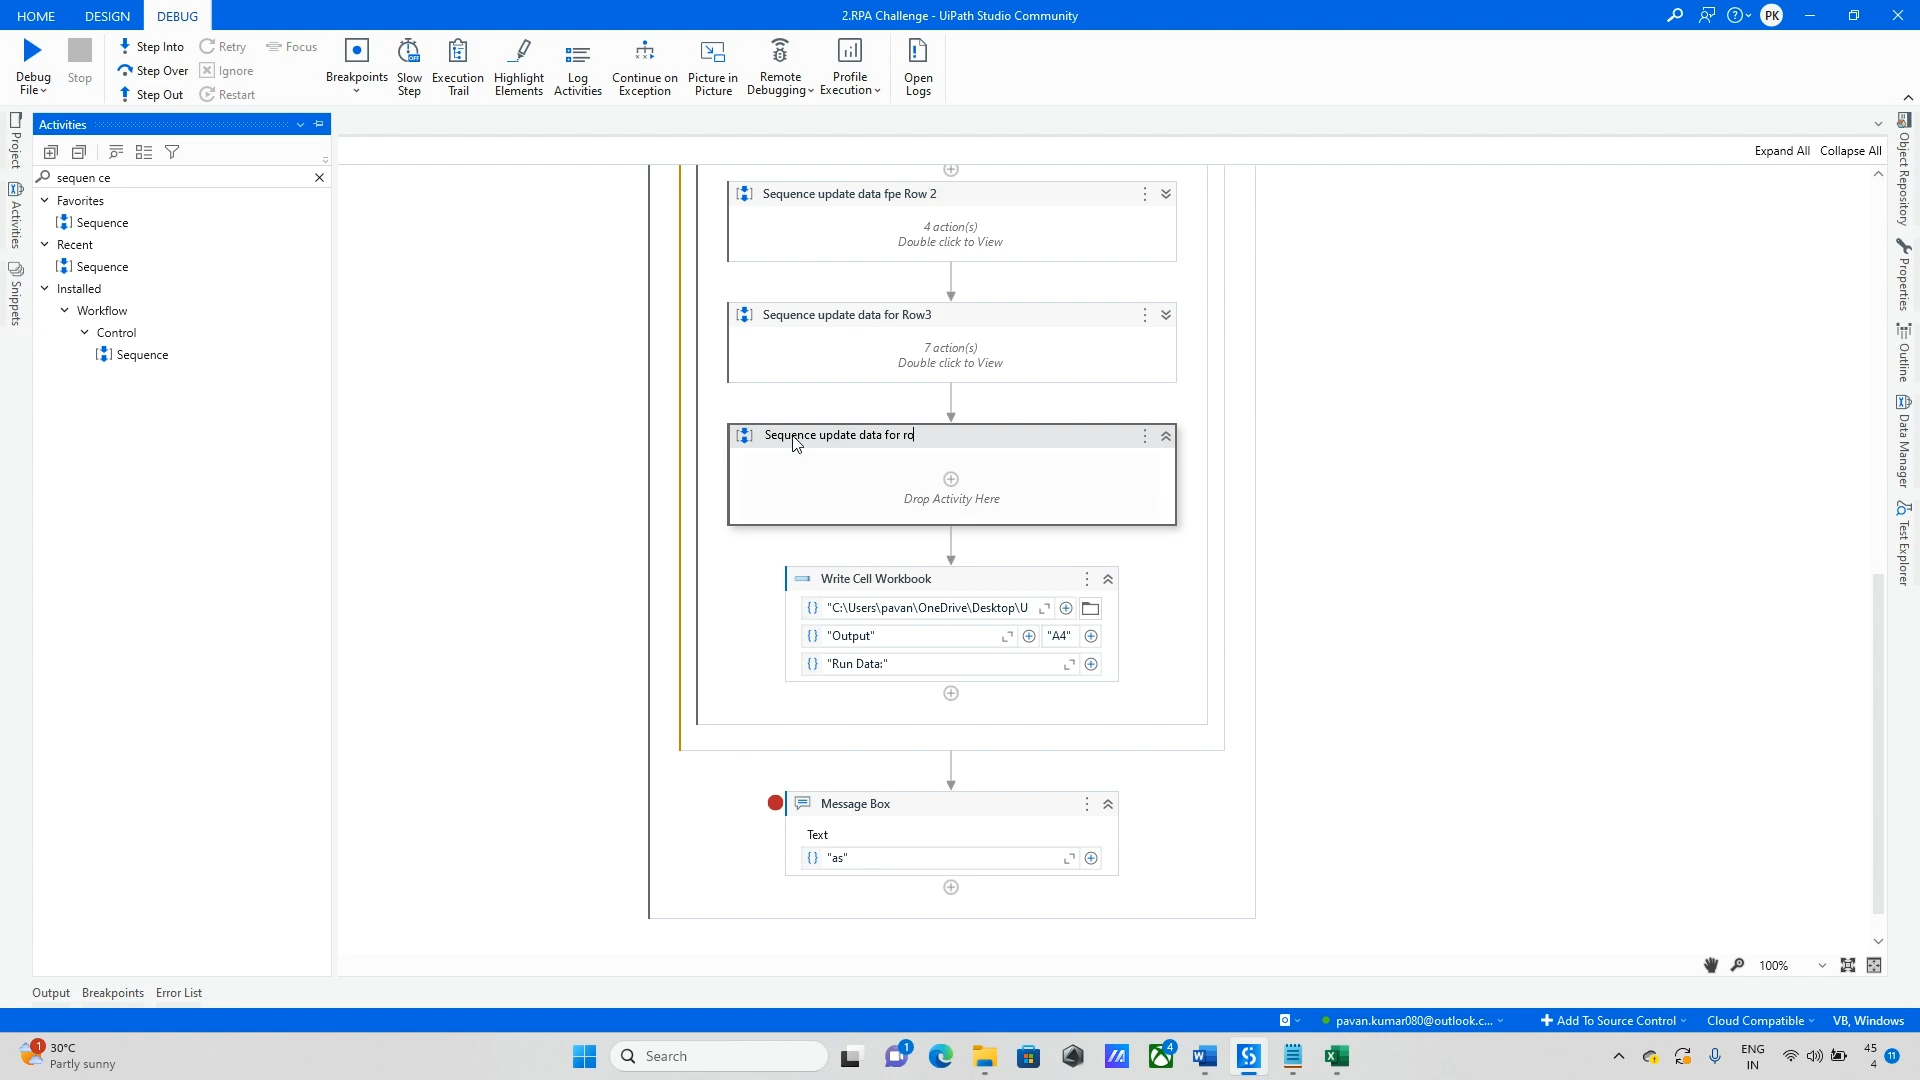 HOME DESIGN DEBUG 2.RPA Challenge - UiPath Studio Community PK
Step Into Retry Focus
Step Over Ignore
Step Out Restart
Debug File Stop Breakpoints Slow Step Execution Trail Highlight Elements Log Activities Continue on Exception Picture in Picture Remote Debugging Profile Execution Open Logs
Activities
Expand All Collapse All
sequen ce
Favorites
Sequence
Recent
Sequence
Installed
Workflow
Control
Sequence
Project
Activities
Snippets
Sequence update data fpe Row 2
4 action(s)
Double click to View
Sequence update data for Row3
7 action(s)
Double click to View
Sequence update data for ro
Drop Activity Here
Write Cell Workbook
"C:\Users\pavan\OneDrive\Desktop\U
"Output" "A4"
"Run Data:"
Message Box
Text
"as"
Object Repository
Properties
Outline
Data Manager
Test Explorer
100%
Output Breakpoints Error List
pavan.kumar080@outlook.c... Add To Source Control Cloud Compatible VB, Windows
1 30°C
Partly sunny
Search
1
4
ENG
IN
45
4
11